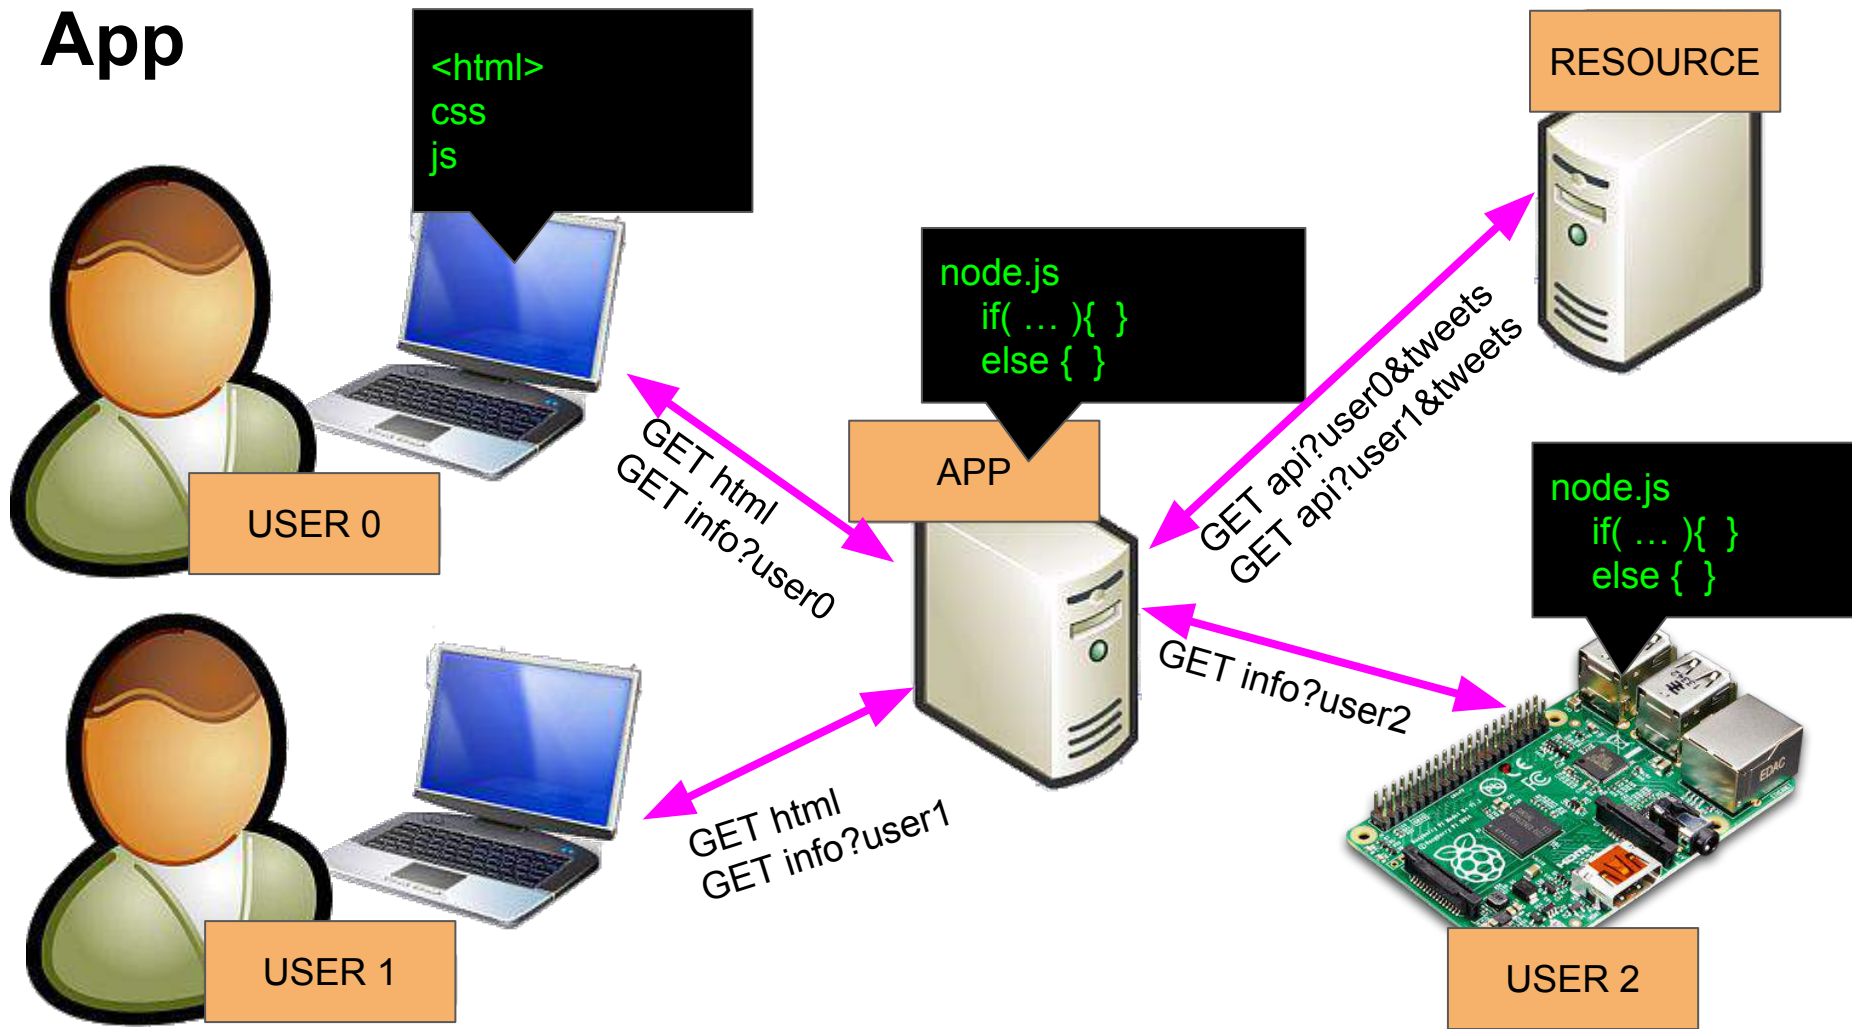 App
<html>
css
js
RESOURCE
node.js
if( … ){  }
else {  }
APP
GET html
GET info?user0
USER 0
GET api?user0&tweets
GET api?user1&tweets
node.js
if( … ){  }
else {  }
GET info?user2
GET html
GET info?user1
EDAC
HDMI
USER 1
USER 2